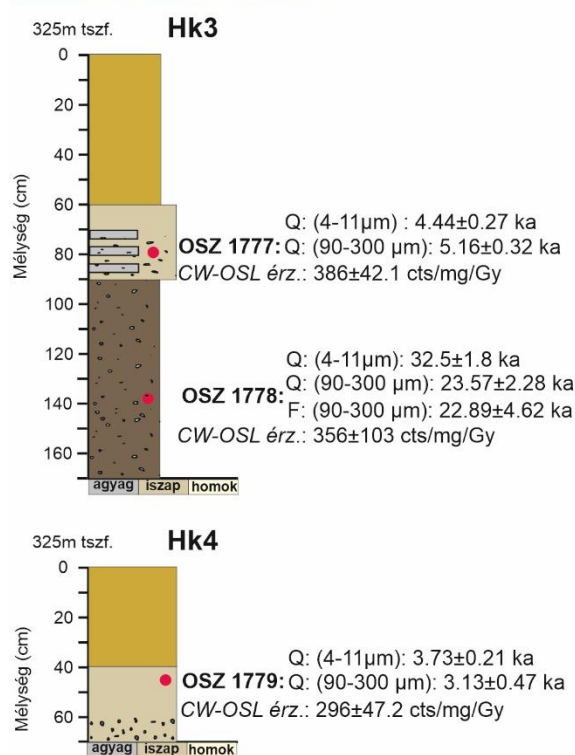 325m tszf. Hk3
Mélység (cm)
0
20
40
60
80
100
120
140
160
Q: (4-11µm) : 4.44±0.27 ka
OSZ 1777: Q: (90-300 µm): 5.16±0.32 ka
CW-OSL érz.: 386±42.1 cts/mg/Gy
Q: (4-11µm): 32.5±1.8 ka
OSZ 1778: Q: (90-300 µm): 23.57±2.28 ka
F: (90-300 µm): 22.89±4.62 ka
CW-OSL érz.: 356±103 cts/mg/Gy
agyag iszap homok
325m tszf. Hk4
Mélység (cm)
0
20
40
60
Q: (4-11µm): 3.73±0.21 ka
OSZ 1779: Q: (90-300 µm): 3.13±0.47 ka
CW-OSL érz.: 296±47.2 cts/mg/Gy
agyag iszap homok